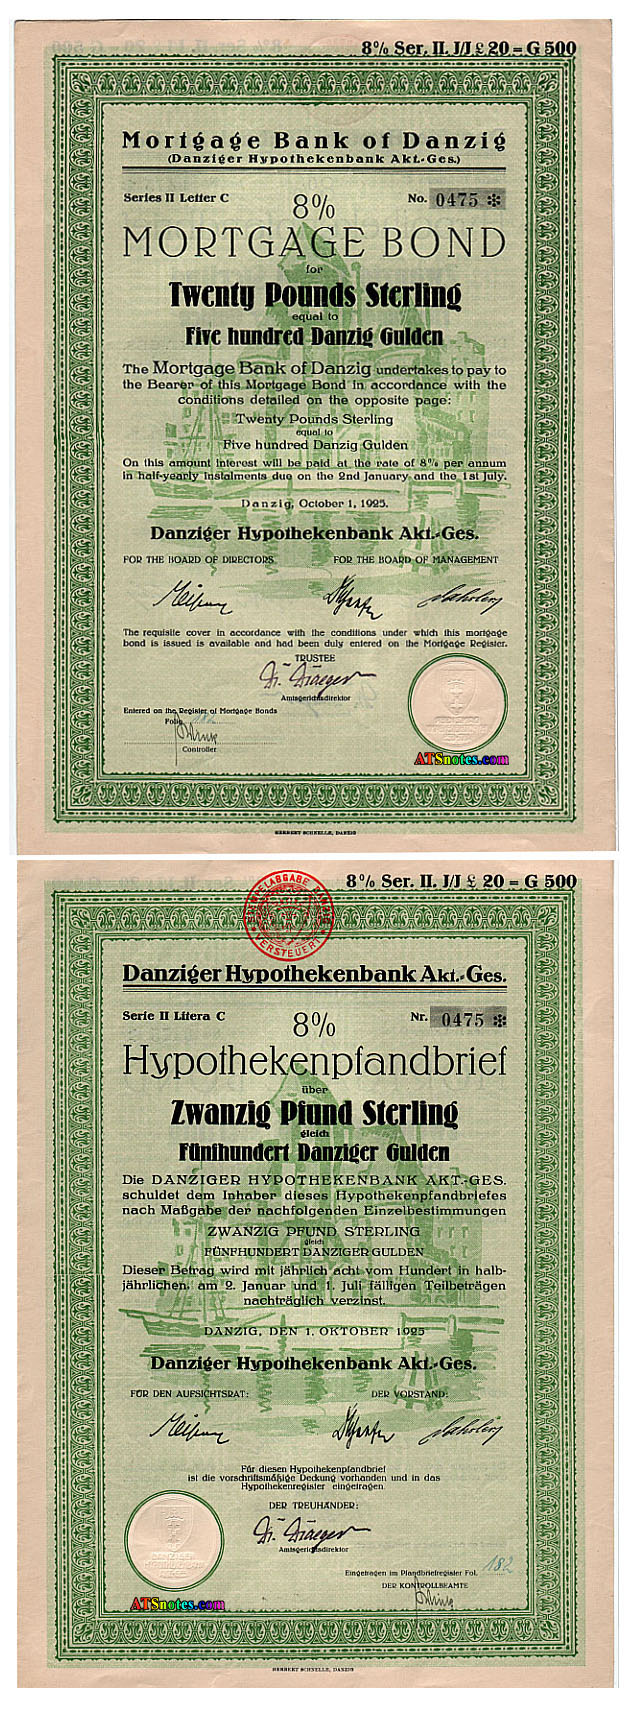 8% Ser. II. J/J £ 20 = G 500
Mortgage Bank of Danzig
(Danziger Hypothekenbank Akt.-Ges.)
Series II Letter C
No. 0475 ✻
8%
MORTGAGE BOND
for
Twenty Pounds Sterling
equal to
Five hundred Danzig Gulden
The Mortgage Bank of Danzig undertakes to pay to
the Bearer of this Mortgage Bond in accordance with the
conditions detailed on the opposite page:
Twenty Pounds Sterling
equal to
Five hundred Danzig Gulden
On this amount interest will be paid at the rate of 8% per annum
in half-yearly instalments due on the 2nd January and the 1st July.
Danzig, October 1, 1925.
Danziger Hypothekenbank Akt.-Ges.
FOR THE BOARD OF DIRECTORS
FOR THE BOARD OF MANAGEMENT
The requisite cover in accordance with the conditions under which this mortgage
bond is issued is available and had been duly entered on the Mortgage Register.
TRUSTEE
Dr. Draeger
Amtsgerichtsdirektor
Entered on the Register of Mortgage Bonds
Folio 182
Controller
ATSnotes.com
HERBERT SCHNELLE, DANZIG
8% Ser. II. J/J £ 20 = G 500
STEMPELABGABE DANZIG
VERSTEUERT
Danziger Hypothekenbank Akt.-Ges.
Serie II Litera C
Nr. 0475 ✻
8%
Hypothekenpfandbrief
über
Zwanzig Pfund Sterling
gleich
Fünfhundert Danziger Gulden
Die DANZIGER HYPOTHEKENBANK AKT.-GES.
schuldet dem Inhaber dieses Hypothekenpfandbriefes
nach Maßgabe der nachfolgenden Einzelbestimmungen
ZWANZIG PFUND STERLING
gleich
FÜNFHUNDERT DANZIGER GULDEN
Dieser Betrag wird mit jährlich acht vom Hundert in halb-
jährlichen, am 2. Januar und 1. Juli fälligen Teilbeträgen
nachträglich verzinst.
DANZIG, DEN 1. OKTOBER 1925
Danziger Hypothekenbank Akt.-Ges.
FÜR DEN AUFSICHTSRAT:
DER VORSTAND:
Für diesen Hypothekenpfandbrief
ist die vorschriftsmäßige Deckung vorhanden und in das
Hypothekenregister eingetragen.
DER TREUHÄNDER:
Dr. Draeger
Amtsgerichtsdirektor
Eingetragen im Pfandbriefregister Fol. 182
DER KONTROLLBEAMTE
DANZIGER
HYPOTHEKENBANK
ATSnotes.com
HERBERT SCHNELLE, DANZIG